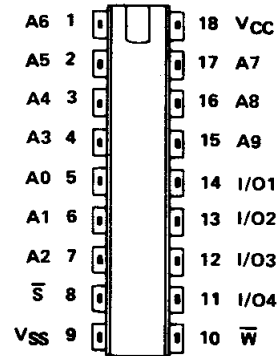 A6 1 18 VCC
A5 2 17 A7
A4 3 16 A8
A3 4 15 A9
A0 5 14 I/O1
A1 6 13 I/O2
A2 7 12 I/O3
S̅ 8 11 I/O4
VSS 9 10 W̅